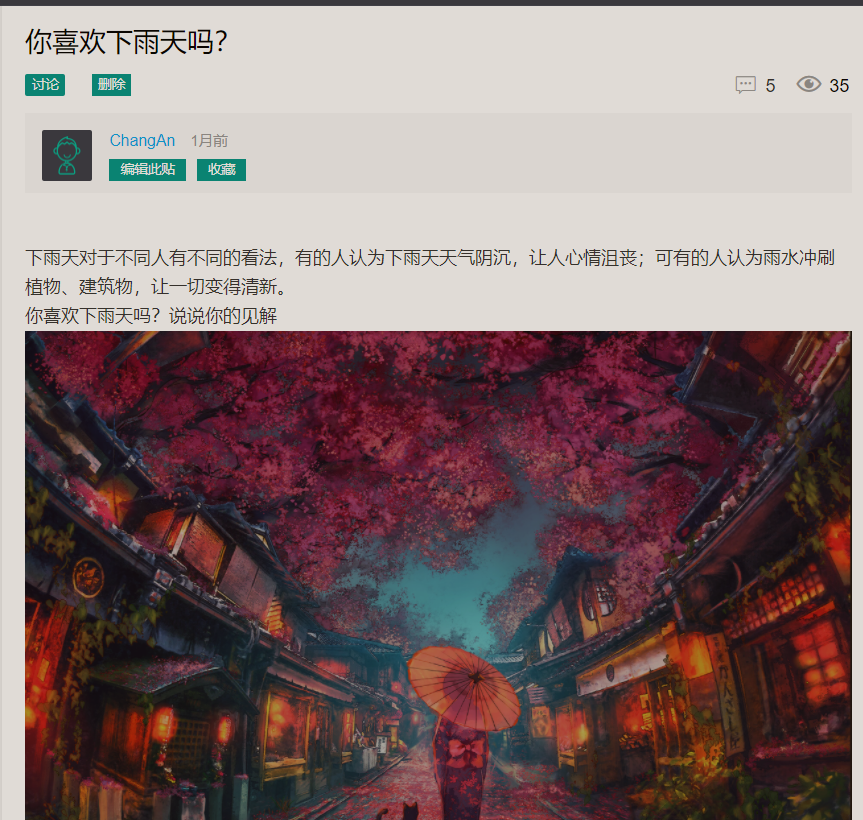 你喜欢下雨天吗？
讨论 删除 5 35
ChangAn 1月前
编辑此贴 收藏
下雨天对于不同人有不同的看法，有的人认为下雨天天气阴沉，让人心情沮丧；可有的人认为雨水冲刷
植物、建筑物，让一切变得清新。
你喜欢下雨天吗？说说你的见解